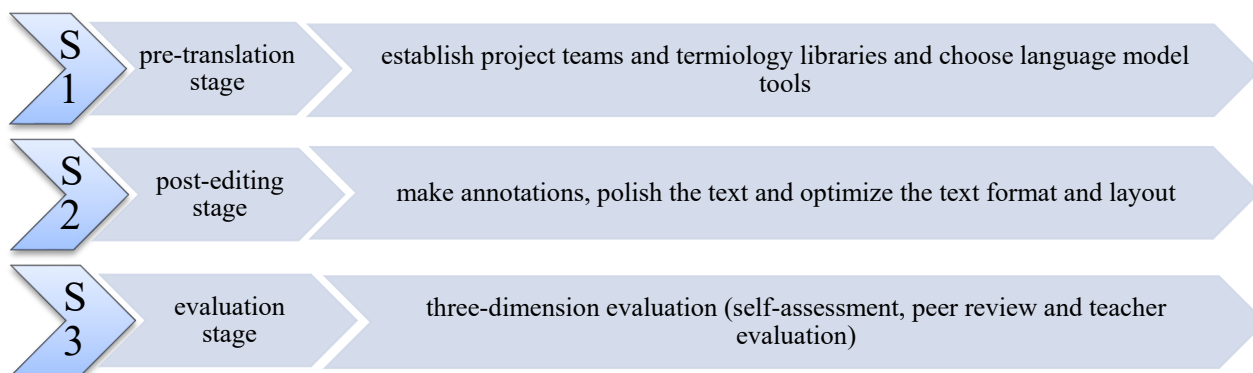 S
1
pre-translation
stage
establish project teams and termiology libraries and choose language model
tools
S
2
post-editing
stage
make annotations, polish the text and optimize the text format and layout
S
3
evaluation
stage
three-dimension evaluation (self-assessment, peer review and teacher
evaluation)